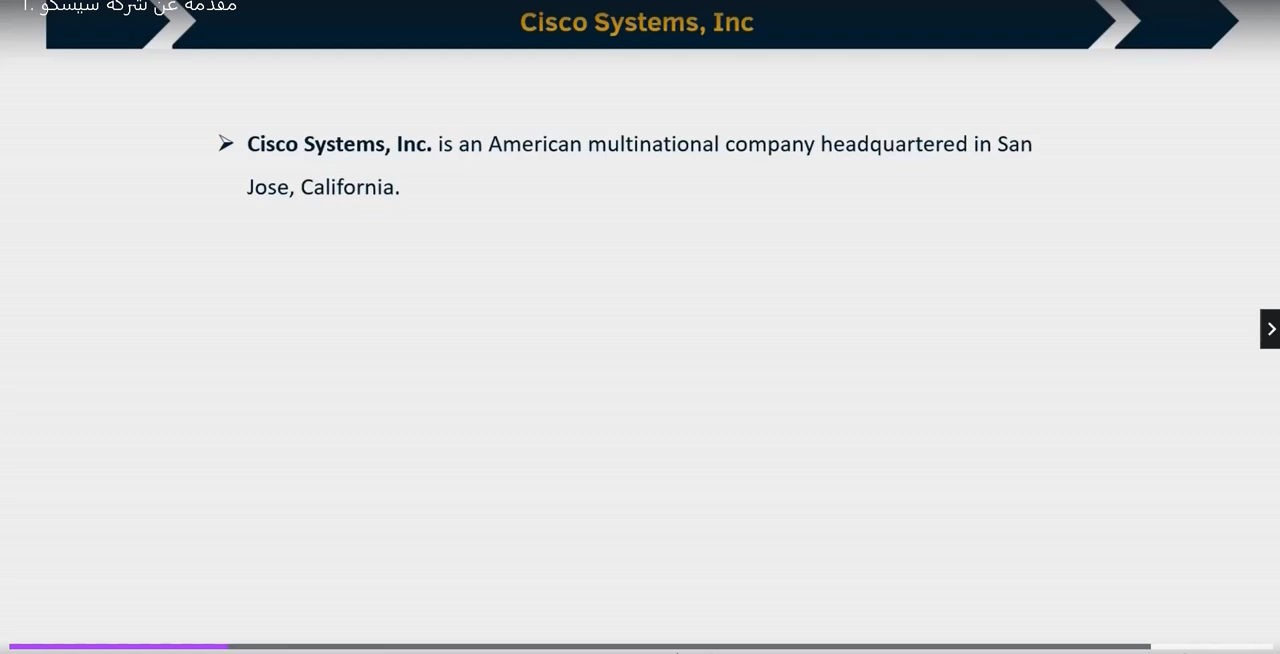 1. مقدمة عن شركة سيسكو
Cisco Systems, Inc
➢ Cisco Systems, Inc. is an American multinational company headquartered in San
Jose, California.